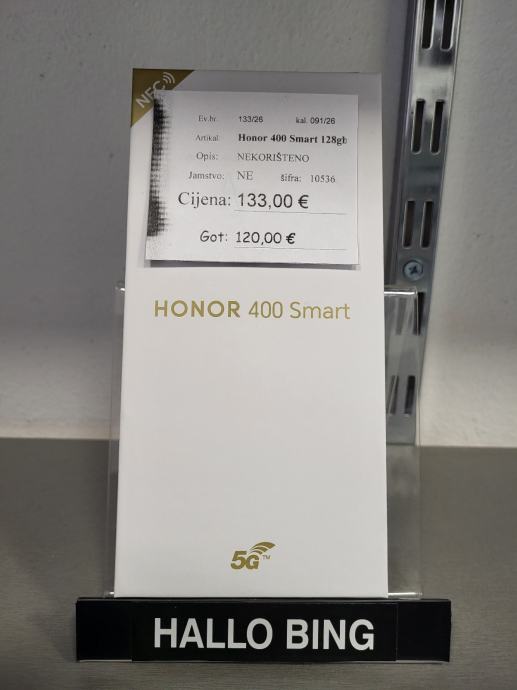 NFC
Ev.br. 133/26 kal. 091/26
Artikal: Honor 400 Smart 128gb
Opis: NEKORIŠTENO
Jamstvo: NE šifra: 10536
Cijena: 133,00 €
Got: 120,00 €
HONOR 400 Smart
5G™
HALLO BING